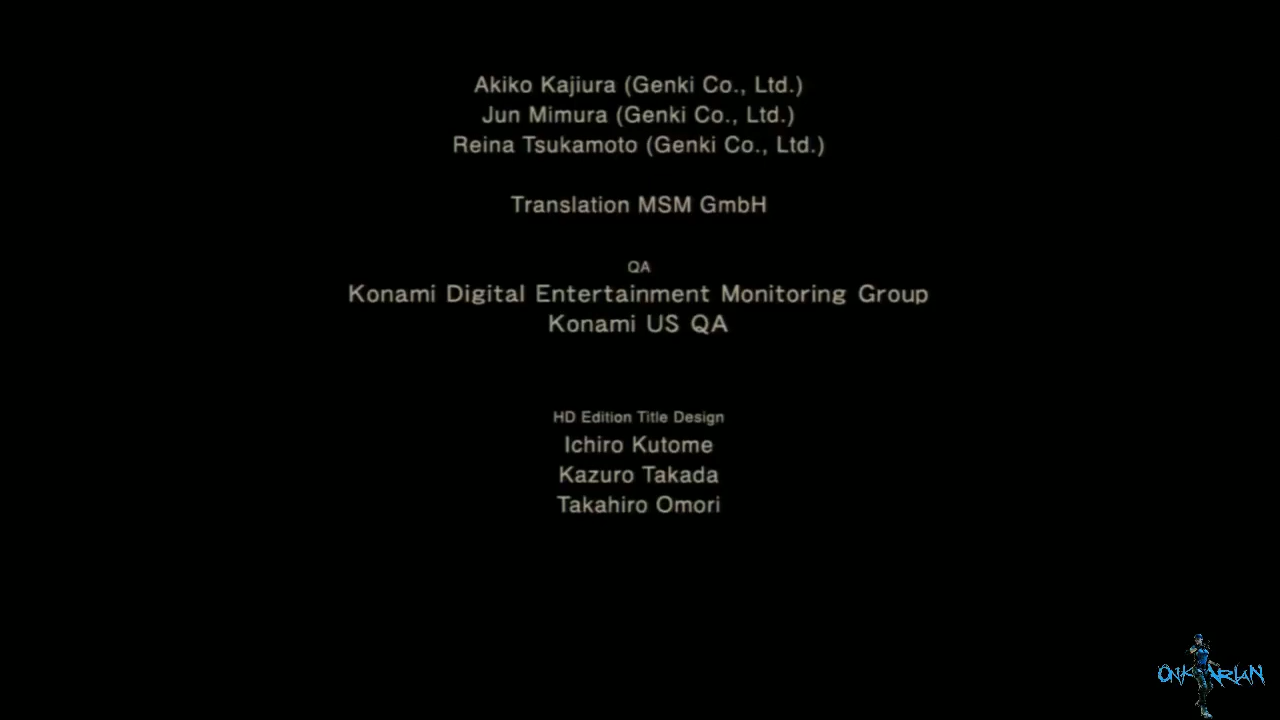 Akiko Kajiura (Genki Co., Ltd.)
Jun Mimura (Genki Co., Ltd.)
Reina Tsukamoto (Genki Co., Ltd.)
Translation MSM GmbH
QA
Konami Digital Entertainment Monitoring Group
Konami US QA
HD Edition Title Design
Ichiro Kutome
Kazuro Takada
Takahiro Omori